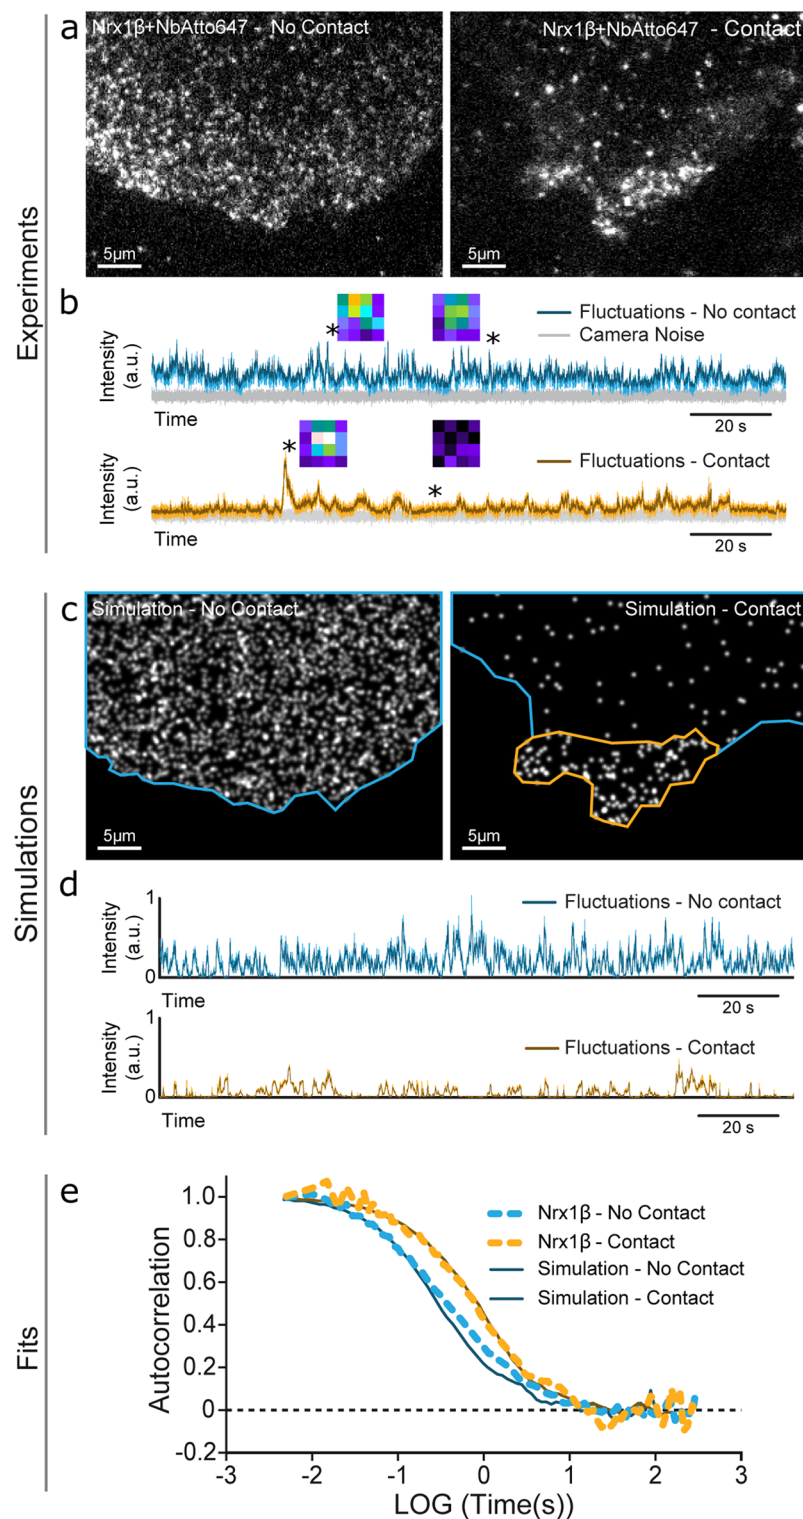 a
Nrx1β+NbAtto647 - No Contact
Nrx1β+NbAtto647 - Contact
5µm
5µm
Experiments
b
Fluctuations - No contact
Camera Noise
Intensity
(a.u.)
*
*
Time
20 s
Fluctuations - Contact
Intensity
(a.u.)
*
*
Time
20 s
c
Simulation - No Contact
Simulation - Contact
5µm
5µm
Simulations
d
Fluctuations - No contact
Intensity
(a.u.)
1
0
Time
20 s
Fluctuations - Contact
Intensity
(a.u.)
1
0
Time
20 s
e
Nrx1β - No Contact
Nrx1β - Contact
Simulation - No Contact
Simulation - Contact
Fits
Autocorrelation
1.0
0.8
0.6
0.4
0.2
0
-0.2
-3
-2
-1
0
1
2
3
LOG (Time(s))